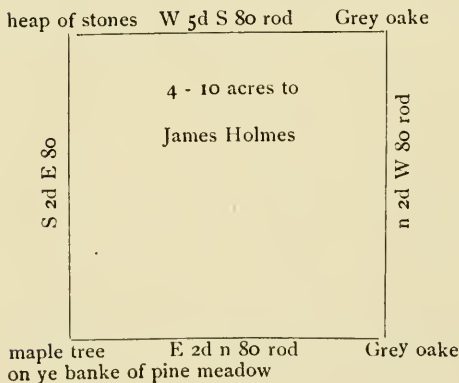 heap of stones W 5d S 80 rod Grey oake
4 - 10 acres to
James Holmes
S 2d E 80
n 2d W 80 rod
maple tree E 2d n 80 rod Grey oake
on ye banke of pine meadow